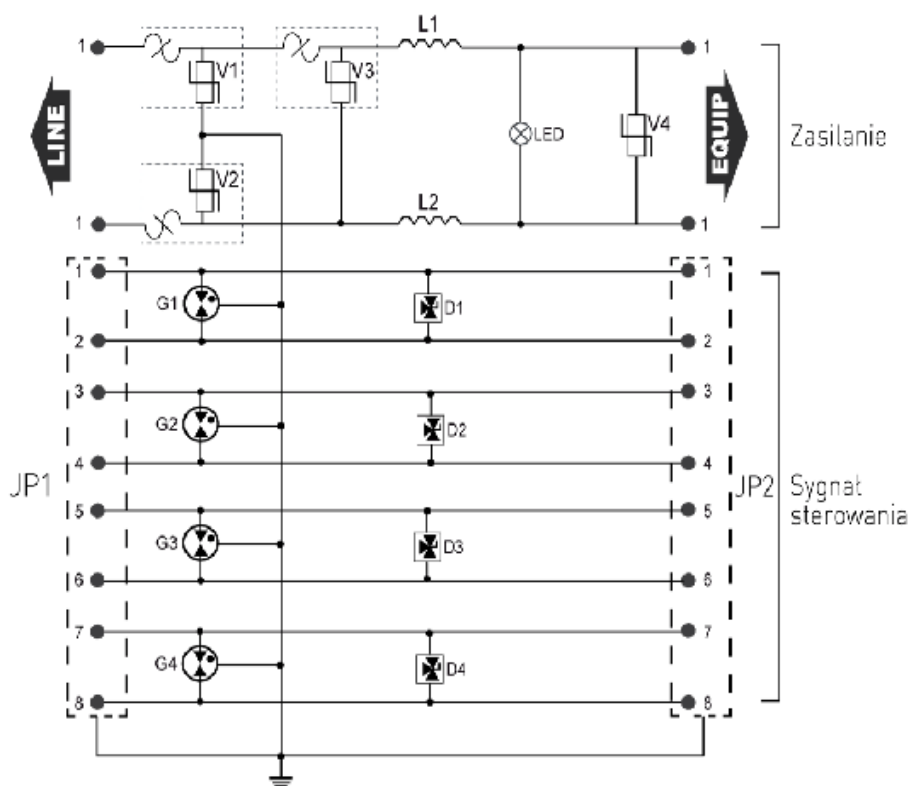 L1
1
1
V1
V3
LINE
LED
V4
EQUIP
Zasilanie
V2
L2
1
1
1
1
G1
D1
2
2
3
3
G2
D2
4
4
JP1
JP2
Sygnał
sterowania
5
5
G3
D3
6
6
7
7
G4
D4
8
8